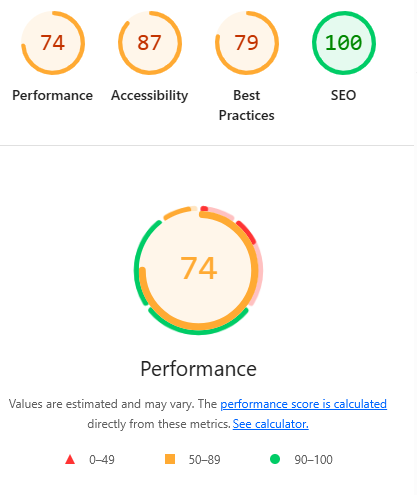 74 87 79 100
Performance Accessibility Best Practices SEO
74
Performance
Values are estimated and may vary. The performance score is calculated
directly from these metrics. See calculator.
0–49 50–89 90–100